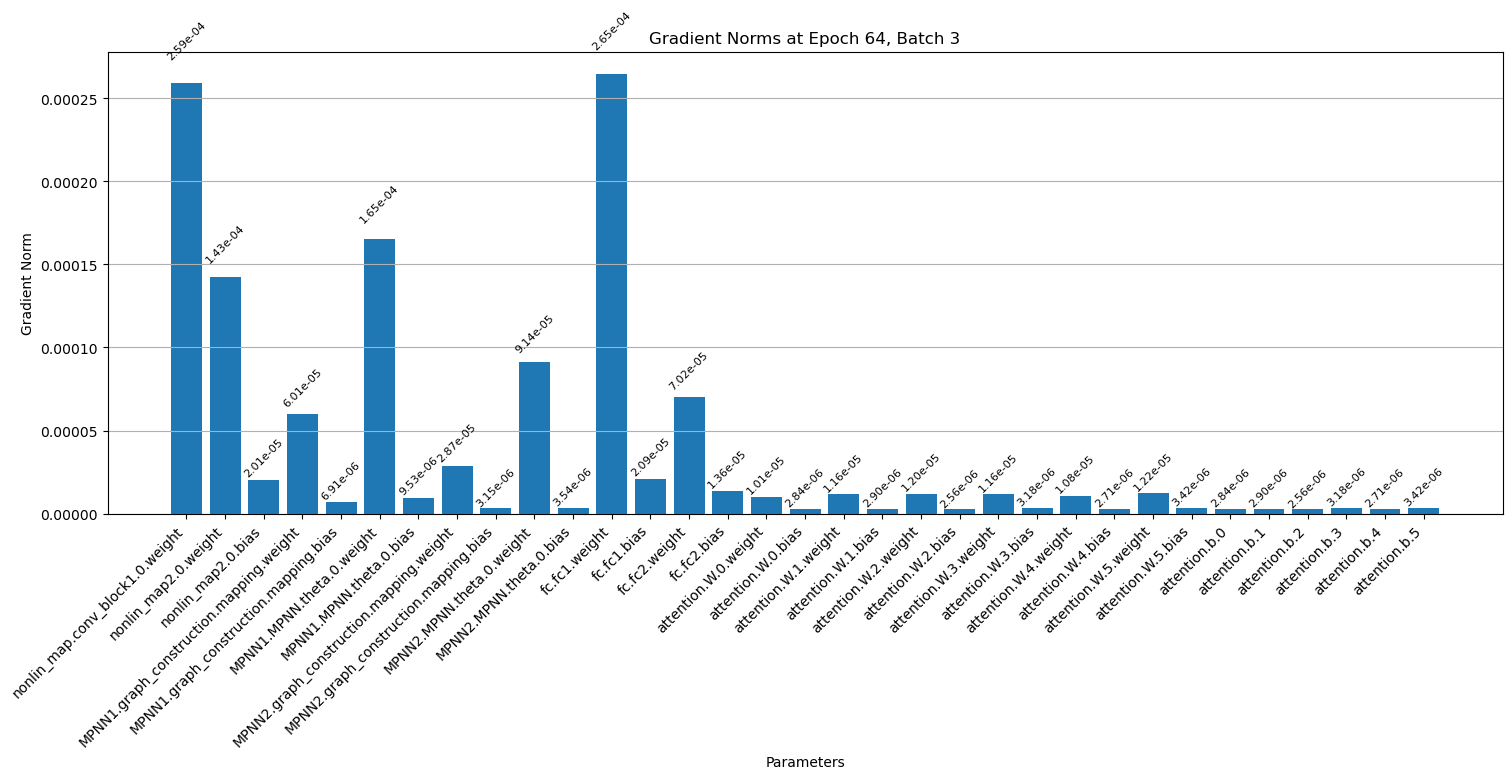 Gradient Norms at Epoch 64, Batch 3
Gradient Norm
0.00025
0.00020
0.00015
0.00010
0.00005
0.00000
2.59e-04
1.43e-04
2.01e-05
6.01e-05
6.91e-06
1.65e-04
9.53e-06
2.87e-05
3.15e-06
9.14e-05
3.54e-06
2.65e-04
2.09e-05
7.02e-05
1.36e-05
1.01e-05
2.84e-06
1.16e-05
2.90e-06
1.20e-05
2.56e-06
1.16e-05
3.18e-06
1.08e-05
2.71e-06
1.22e-05
3.42e-06
2.84e-06
2.90e-06
2.56e-06
3.18e-06
2.71e-06
3.42e-06
nonlin_map.conv_block1.0.weight
nonlin_map2.0.weight
nonlin_map2.0.bias
MPNN1.graph_construction.mapping.weight
MPNN1.graph_construction.mapping.bias
MPNN1.MPNN.theta.0.weight
MPNN1.MPNN.theta.0.bias
MPNN2.graph_construction.mapping.weight
MPNN2.graph_construction.mapping.bias
MPNN2.MPNN.theta.0.weight
MPNN2.MPNN.theta.0.bias
fc.fc1.weight
fc.fc1.bias
fc.fc2.weight
fc.fc2.bias
attention.W.0.weight
attention.W.0.bias
attention.W.1.weight
attention.W.1.bias
attention.W.2.weight
attention.W.2.bias
attention.W.3.weight
attention.W.3.bias
attention.W.4.weight
attention.W.4.bias
attention.W.5.weight
attention.W.5.bias
attention.b.0
attention.b.1
attention.b.2
attention.b.3
attention.b.4
attention.b.5
Parameters